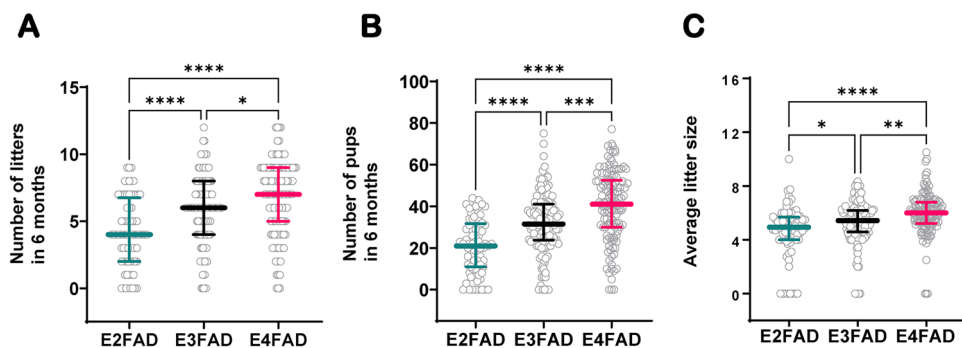 A
Number of litters
in 6 months
15
10
5
0
****
****
*
E2FAD E3FAD E4FAD
B
Number of pups
in 6 months
100
80
60
40
20
0
****
****
***
E2FAD E3FAD E4FAD
C
Average litter size
16
12
8
4
0
****
*
**
E2FAD E3FAD E4FAD